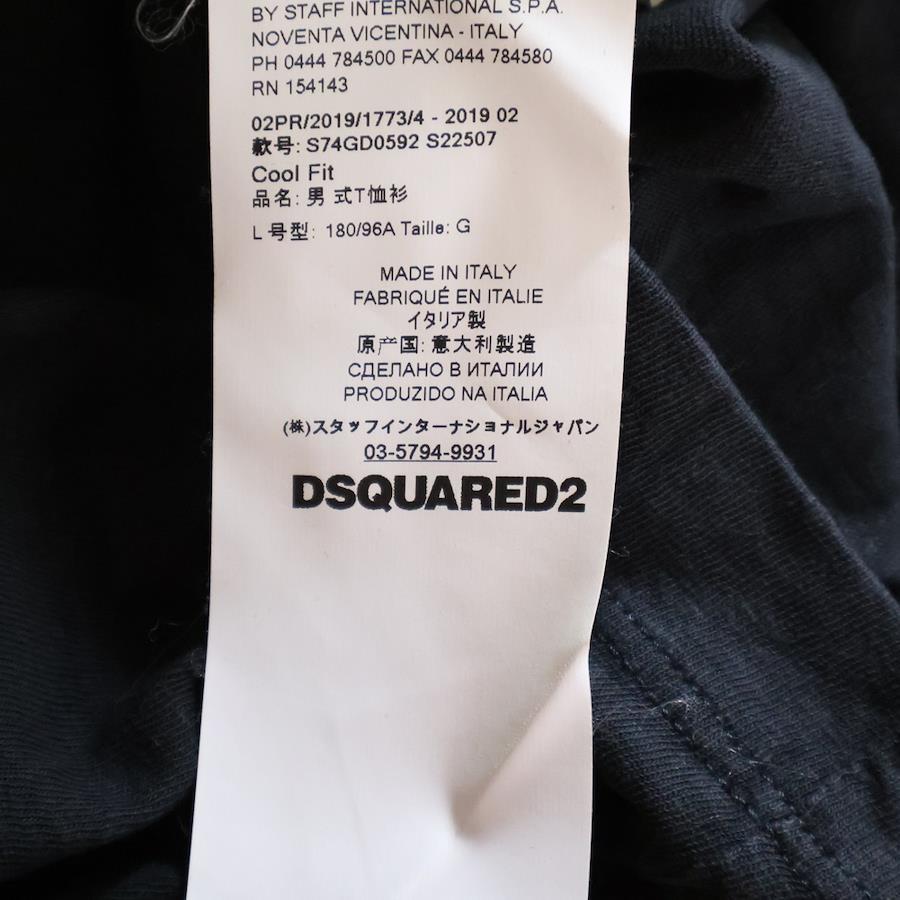 BY STAFF INTERNATIONAL S.P.A.
NOVENTA VICENTINA - ITALY
PH 0444 784500 FAX 0444 784580
RN 154143
02PR/2019/1773/4 - 2019 02
款号: S74GD0592 S22507
Cool Fit
品名: 男 式T恤衫
L 号型: 180/96A Taille: G
MADE IN ITALY
FABRIQUÉ EN ITALIE
イタリア製
原产国: 意大利製造
СДЕЛАНО В ИТАЛИИ
PRODUZIDO NA ITALIA
(株)スタッフインターナショナルジャパン
03-5794-9931
DSQUARED2